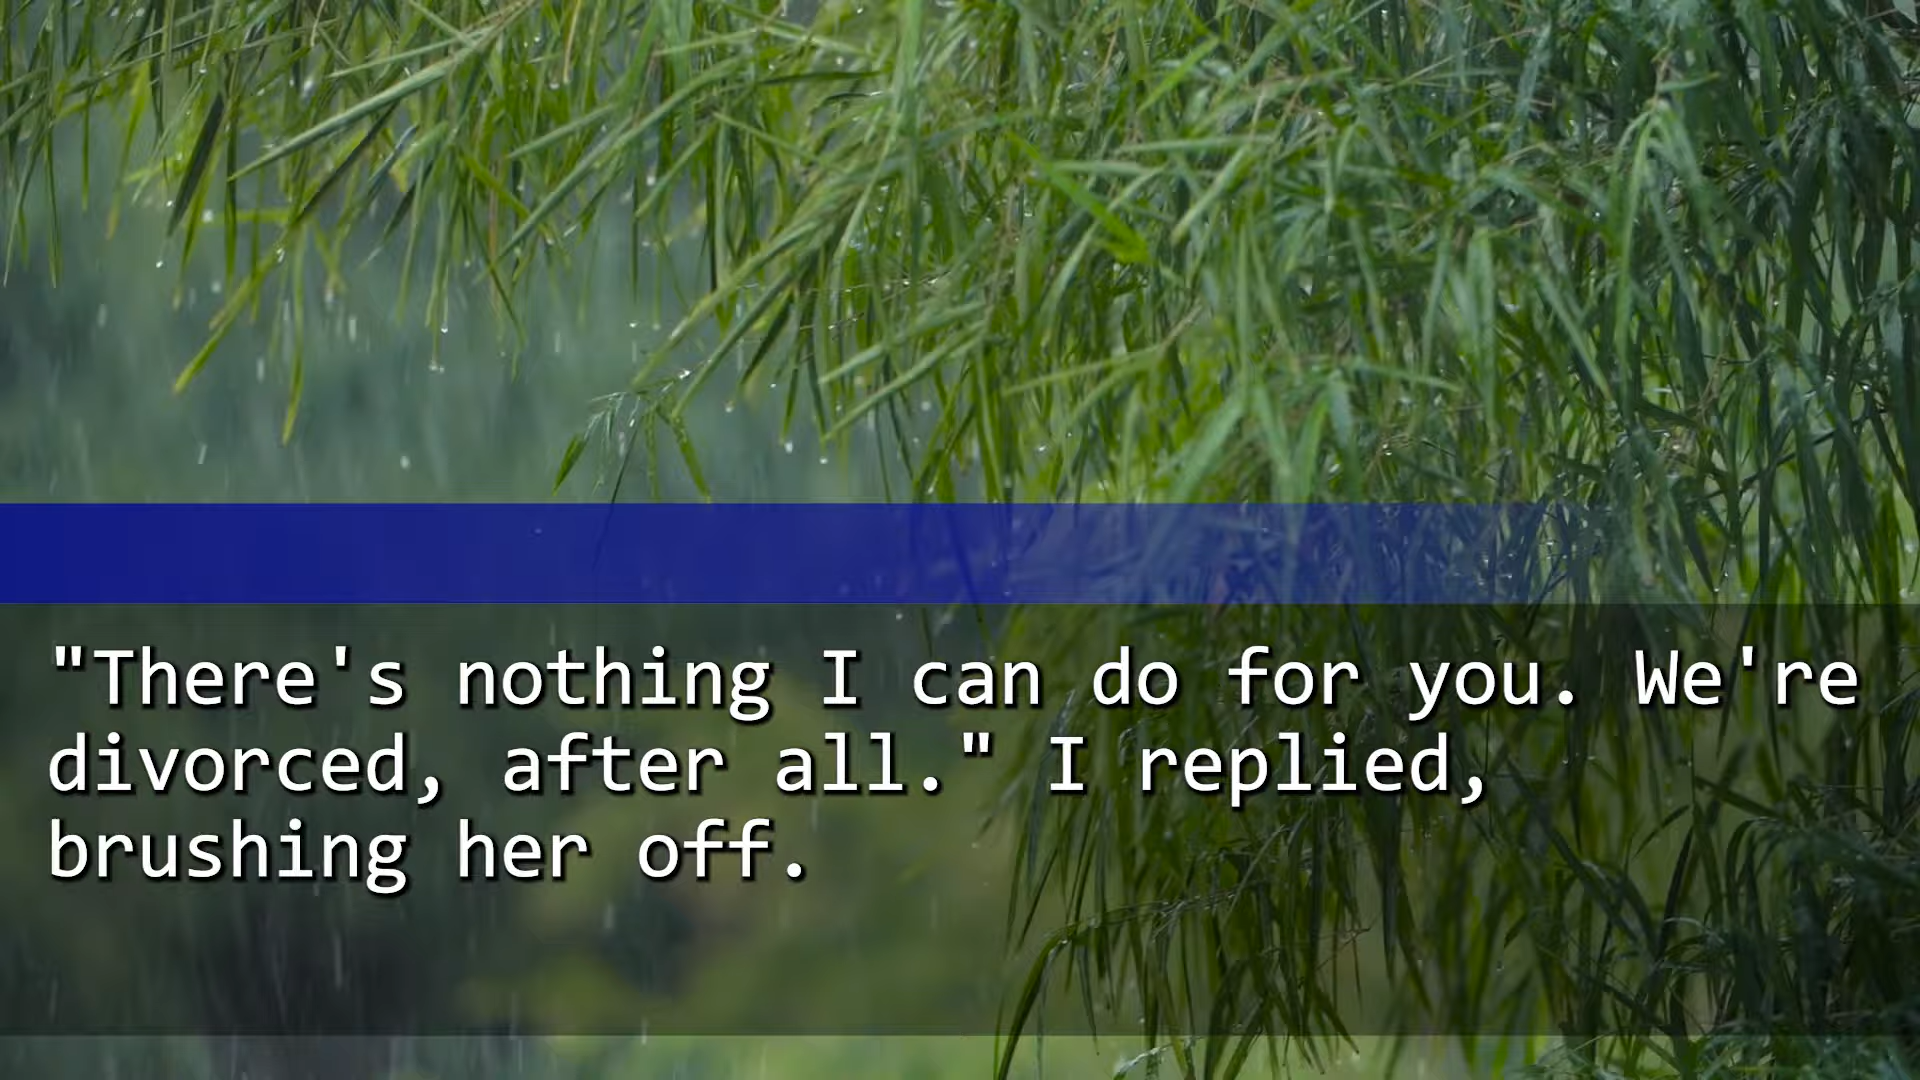 "There's nothing I can do for you. We're
divorced, after all." I replied,
brushing her off.